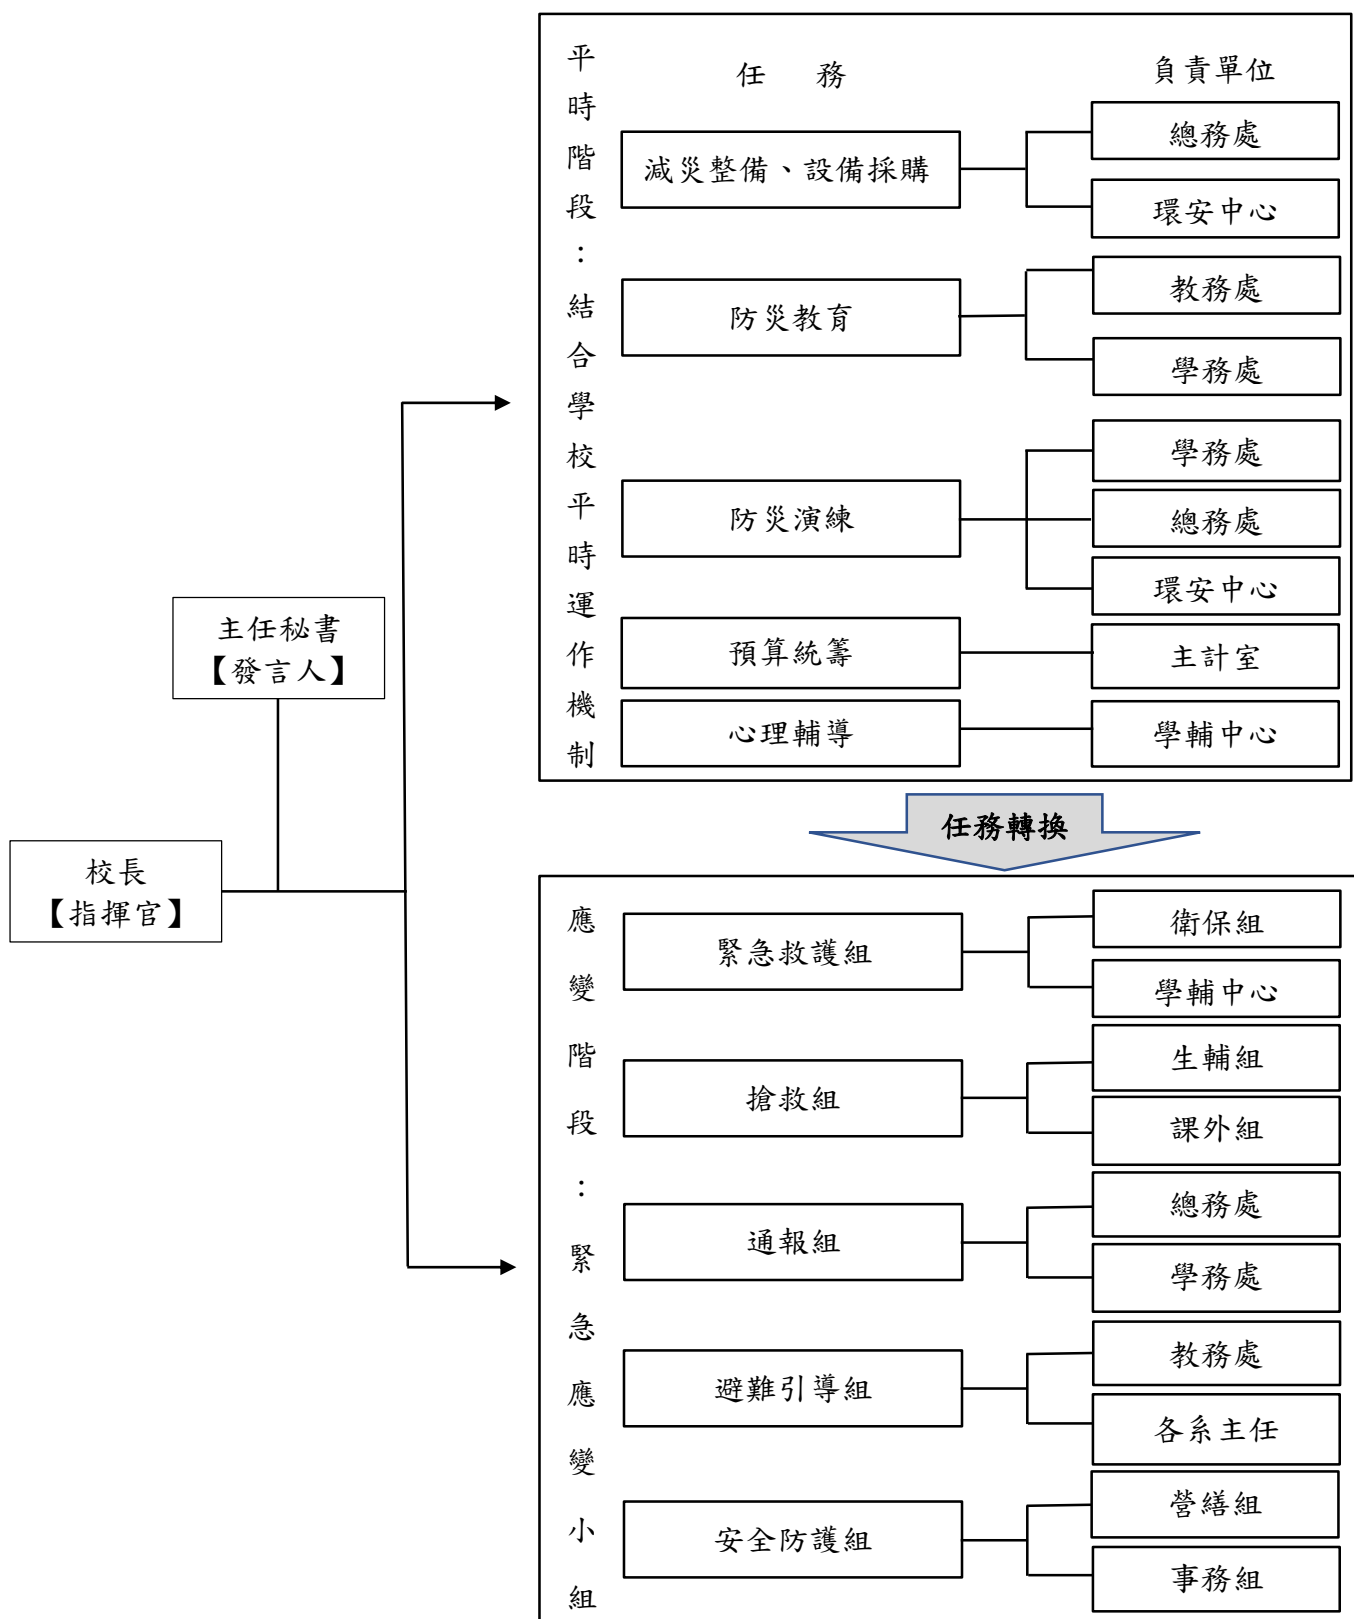 平時階段：結合學校平時運作機制
任　務
負責單位
減災整備、設備採購
總務處
環安中心
防災教育
教務處
學務處
防災演練
學務處
總務處
環安中心
預算統籌
主計室
心理輔導
學輔中心
主任秘書
【發言人】
校長
【指揮官】
任務轉換
應變階段：緊急應變小組
緊急救護組
衛保組
學輔中心
搶救組
生輔組
課外組
通報組
總務處
學務處
避難引導組
教務處
各系主任
安全防護組
營繕組
事務組